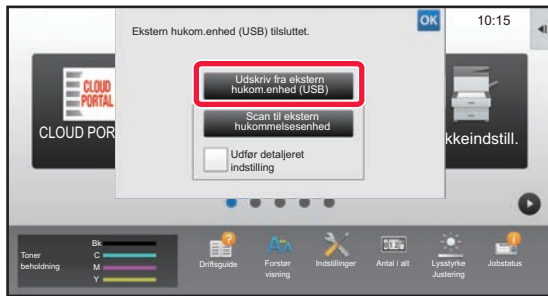 Ekstern hukom.enhed (USB) tilsluttet.
OK
10:15
Udskriv fra ekstern
hukom.enhed (USB)
Scan til ekstern
hukommelsesenhed
Udfør detaljeret
indstilling
CLOUD
PORTAL
CLOUD POR
kkeindstill.
Toner
beholdning
Bk
C
M
Y
Driftsguide
Forstør
visning
Indstillinger
Antal i alt
Lysstyrke
Justering
Jobstatus